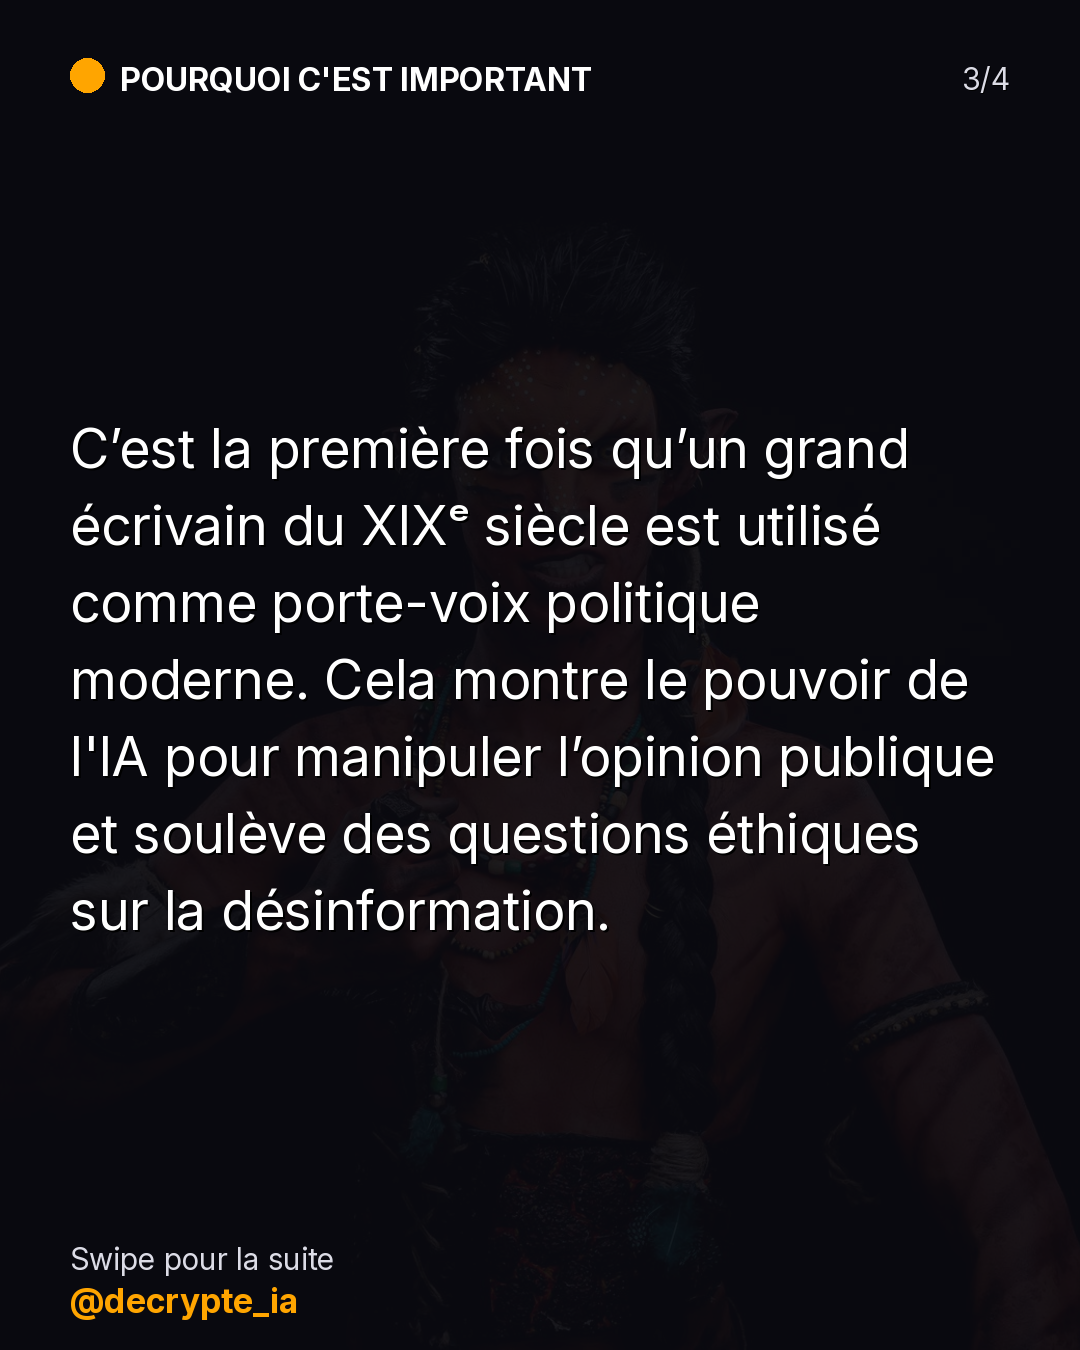 POURQUOI C'EST IMPORTANT
3/4
C’est la première fois qu’un grand
écrivain du XIXᵉ siècle est utilisé
comme porte-voix politique
moderne. Cela montre le pouvoir de
l'IA pour manipuler l’opinion publique
et soulève des questions éthiques
sur la désinformation.
Swipe pour la suite
@decrypte_ia